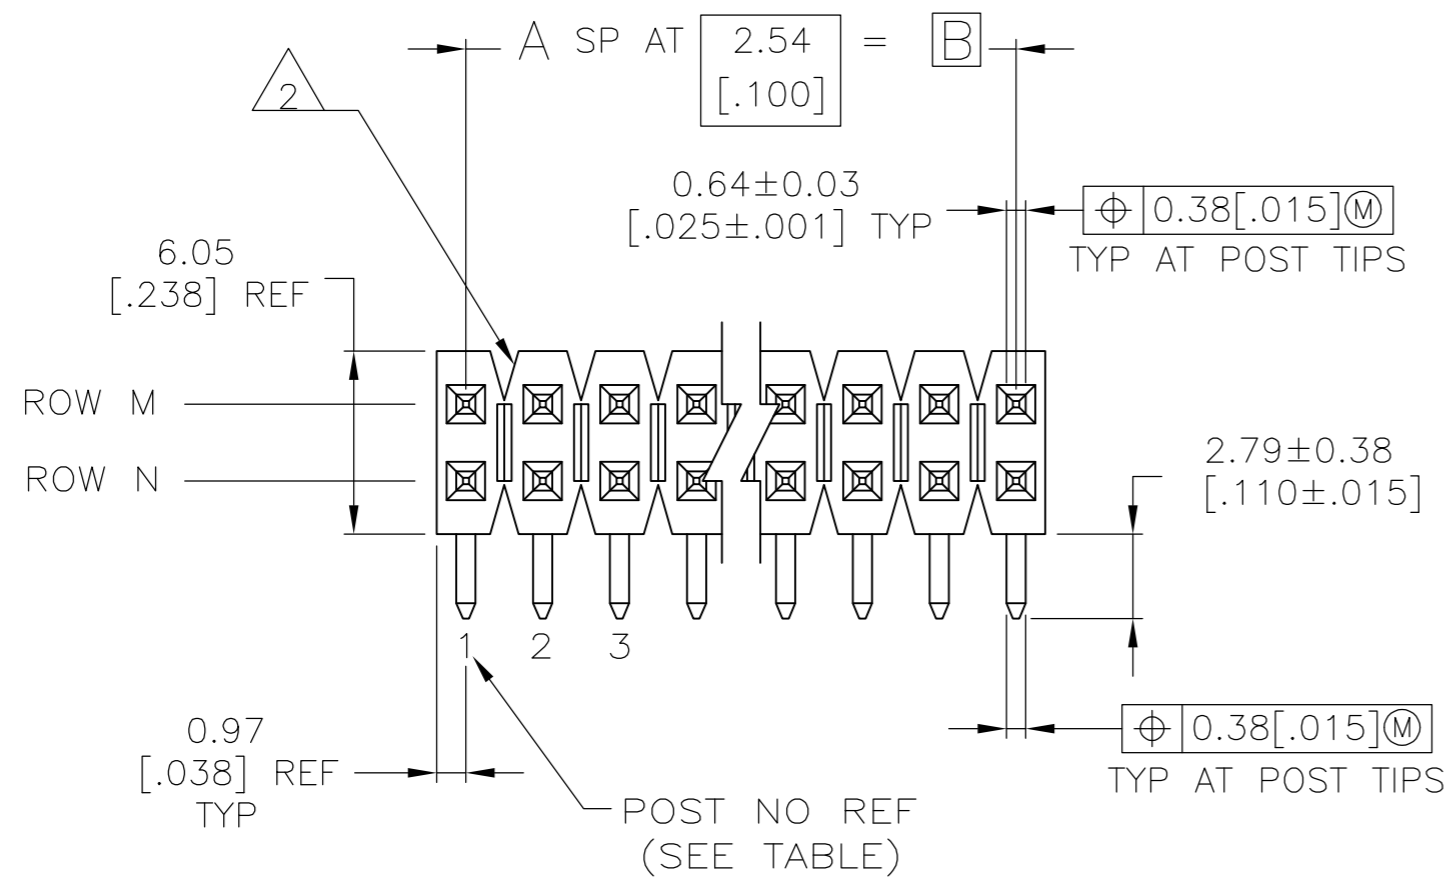 A SP AT 2.54 [.100] = B
2
0.64±0.03
[.025±.001] TYP
⌖ 0.38[.015]Ⓜ
TYP AT POST TIPS
6.05
[.238] REF
ROW M
ROW N
2.79±0.38
[.110±.015]
1 2 3
0.97
[.038] REF
TYP
⌖ 0.38[.015]Ⓜ
TYP AT POST TIPS
POST NO REF
(SEE TABLE)